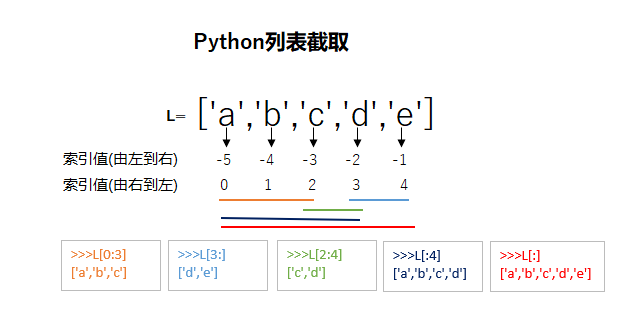 Python列表截取
L= ['a','b','c','d','e']
索引值(由左到右) -5 -4 -3 -2 -1
索引值(由右到左) 0 1 2 3 4
>>>L[0:3]
['a','b','c']
>>>L[3:]
['d','e']
>>>L[2:4]
['c','d']
>>>L[:4]
['a','b','c','d']
>>>L[:]
['a','b','c','d','e']